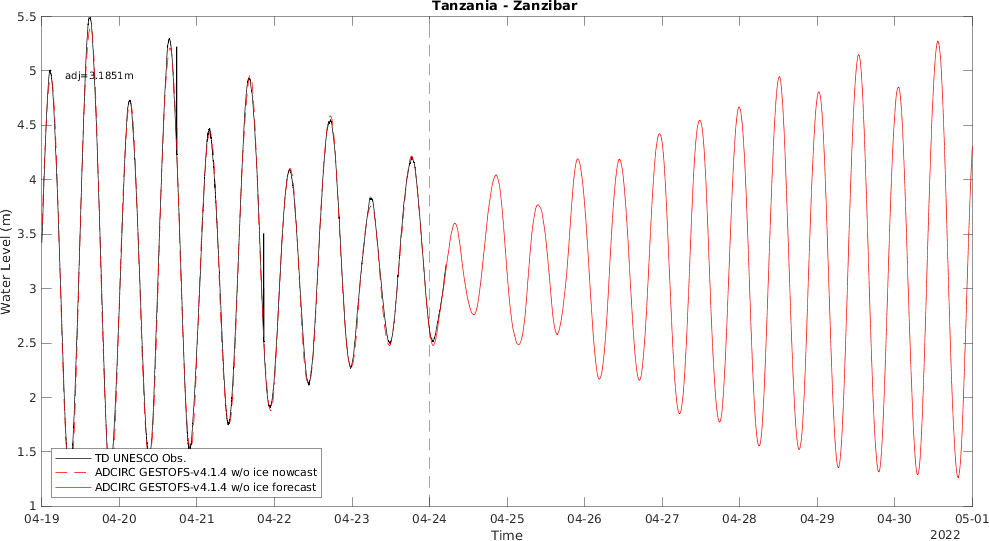 Tanzania - Zanzibar
5.5
5
4.5
4
3.5
3
2.5
2
1.5
1
Water Level (m)
adj=3.1851m
TD UNESCO Obs.
ADCIRC GESTOFS-v4.1.4 w/o ice nowcast
ADCIRC GESTOFS-v4.1.4 w/o ice forecast
04-19 04-20 04-21 04-22 04-23 04-24 04-25 04-26 04-27 04-28 04-29 04-30 05-01
Time
2022